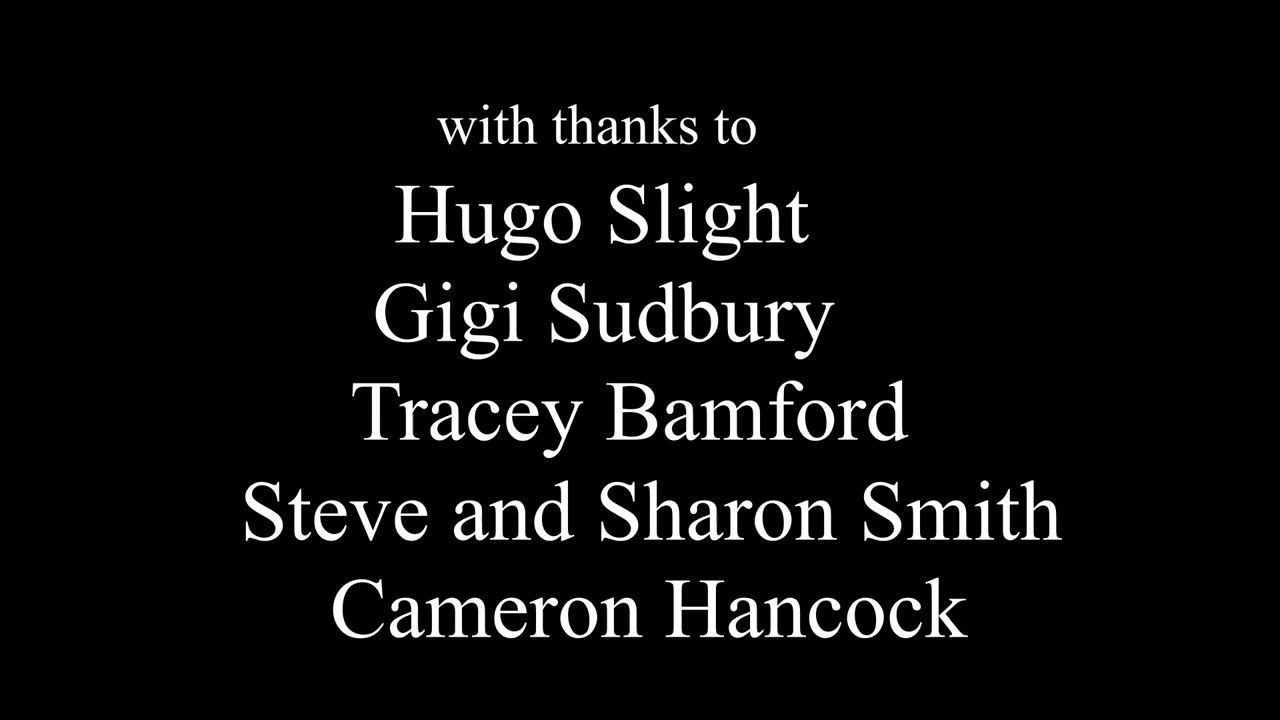 with thanks to
Hugo Slight
Gigi Sudbury
Tracey Bamford
Steve and Sharon Smith
Cameron Hancock